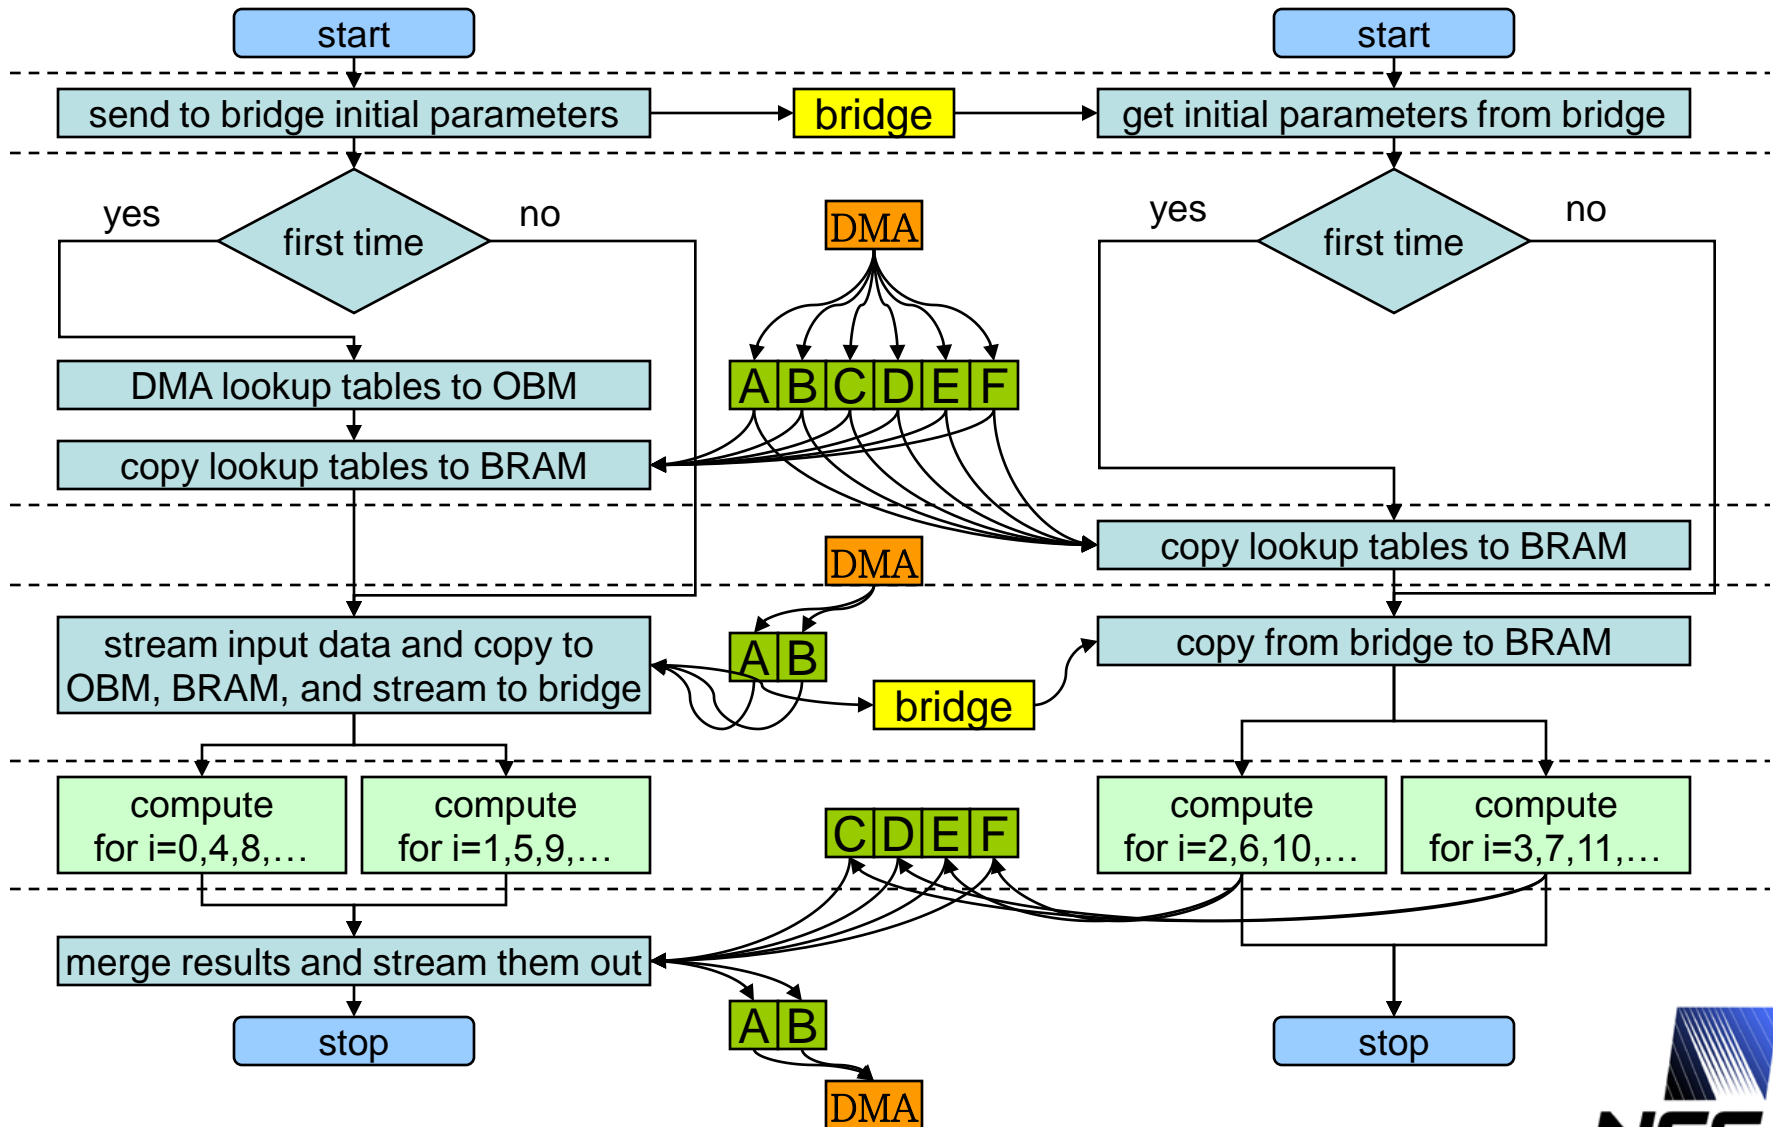 start
start
send to bridge initial parameters
bridge
get initial parameters from bridge
yes
first time
no
DMA
yes
first time
no
DMA lookup tables to OBM
A B C D E F
copy lookup tables to BRAM
copy lookup tables to BRAM
DMA
stream input data and copy to
OBM, BRAM, and stream to bridge
A B
bridge
copy from bridge to BRAM
compute
for i=0,4,8,…
compute
for i=1,5,9,…
C D E F
compute
for i=2,6,10,…
compute
for i=3,7,11,…
merge results and stream them out
A B
stop
stop
DMA